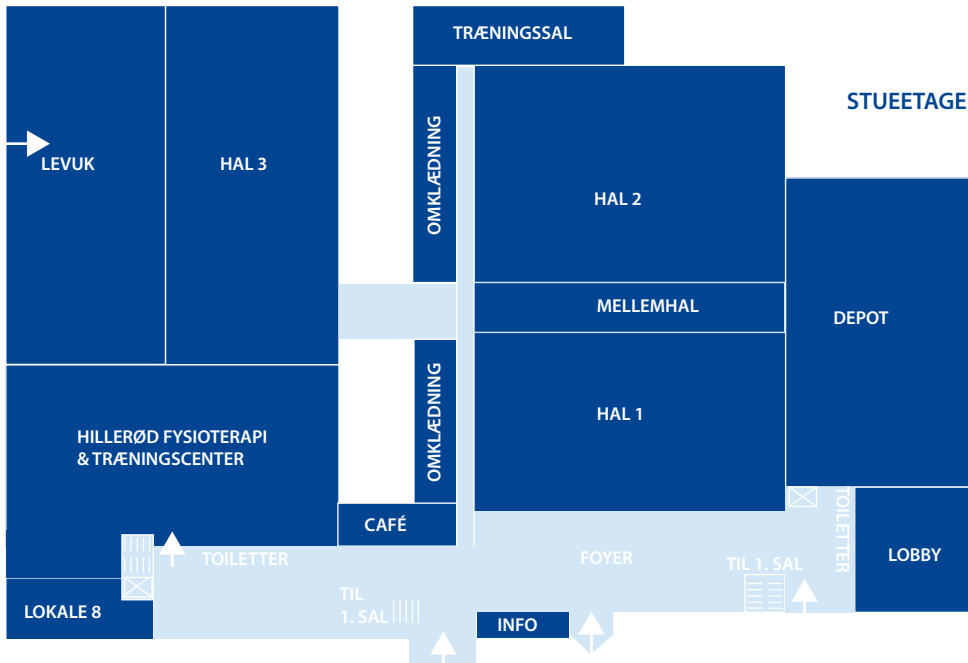 TRÆNINGSSAL
STUEETAGE
OMKLÆDNING
LEVUK
HAL 3
HAL 2
MELLEMHAL
DEPOT
OMKLÆDNING
HAL 1
HILLERØD FYSIOTERAPI
& TRÆNINGSCENTER
CAFÉ
TOILETTER
TOILETTER
FOYER
TIL 1. SAL
LOBBY
TIL
1. SAL
LOKALE 8
INFO